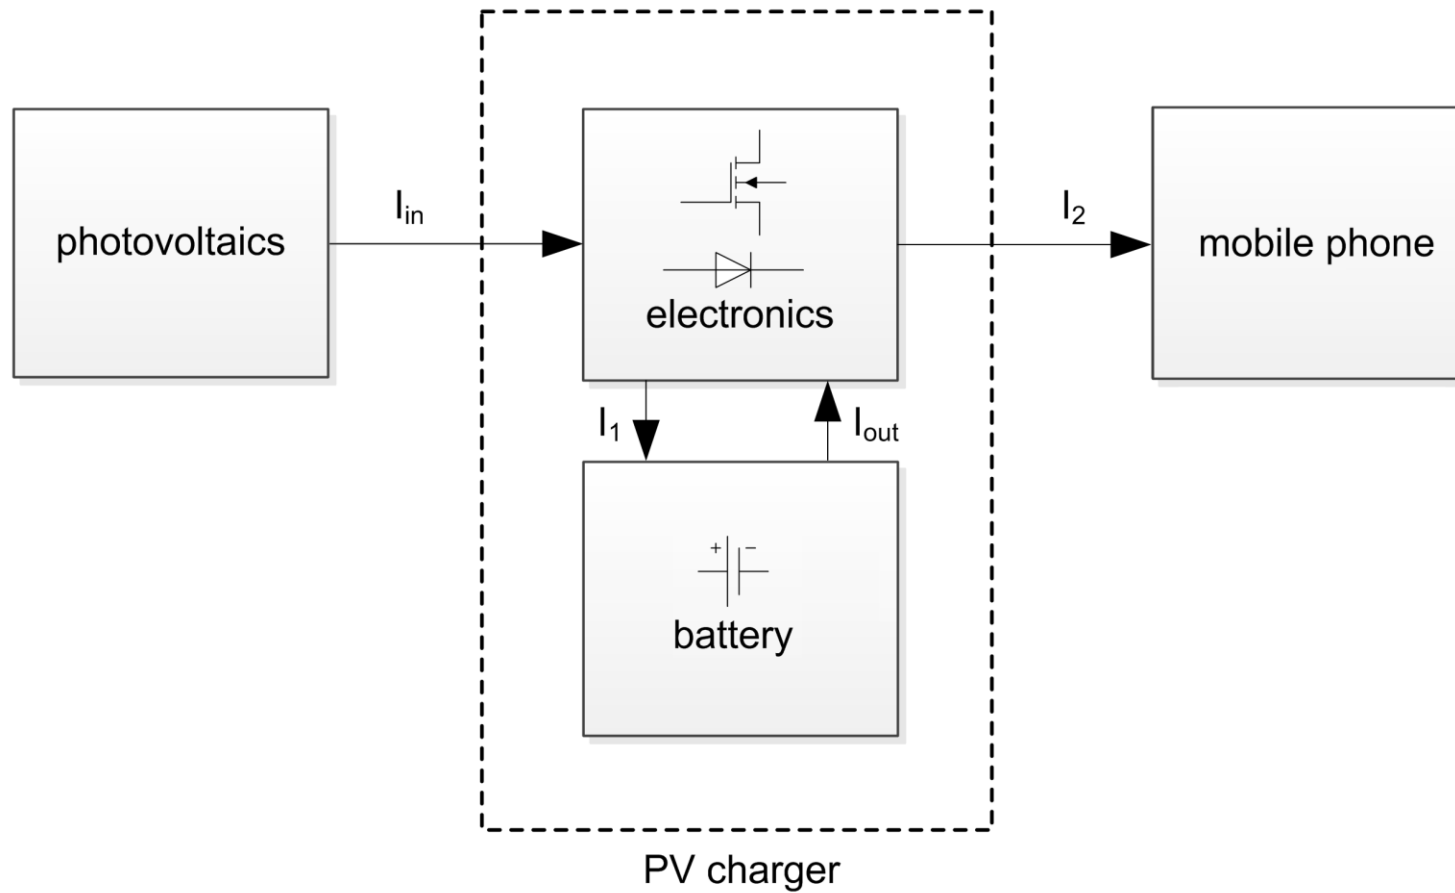 photovoltaics
I_in
electronics
I_2
mobile phone
I_1
I_out
+ −
battery
PV charger